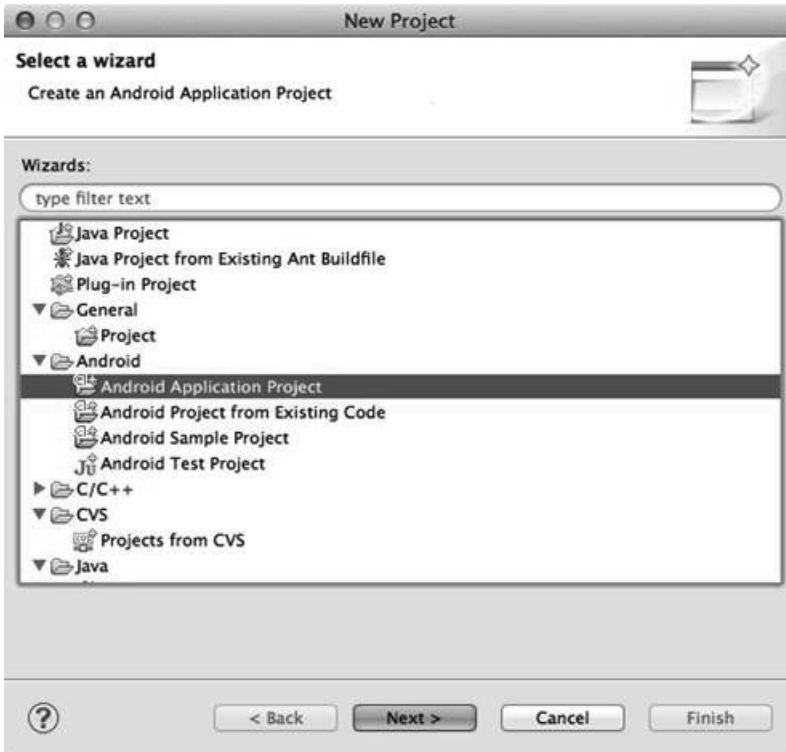 New Project
Select a wizard
Create an Android Application Project
Wizards:
type filter text
Java Project
Java Project from Existing Ant Buildfile
Plug-in Project
General
Project
Android
Android Application Project
Android Project from Existing Code
Android Sample Project
Android Test Project
C/C++
CVS
Projects from CVS
Java
?
< Back
Next >
Cancel
Finish